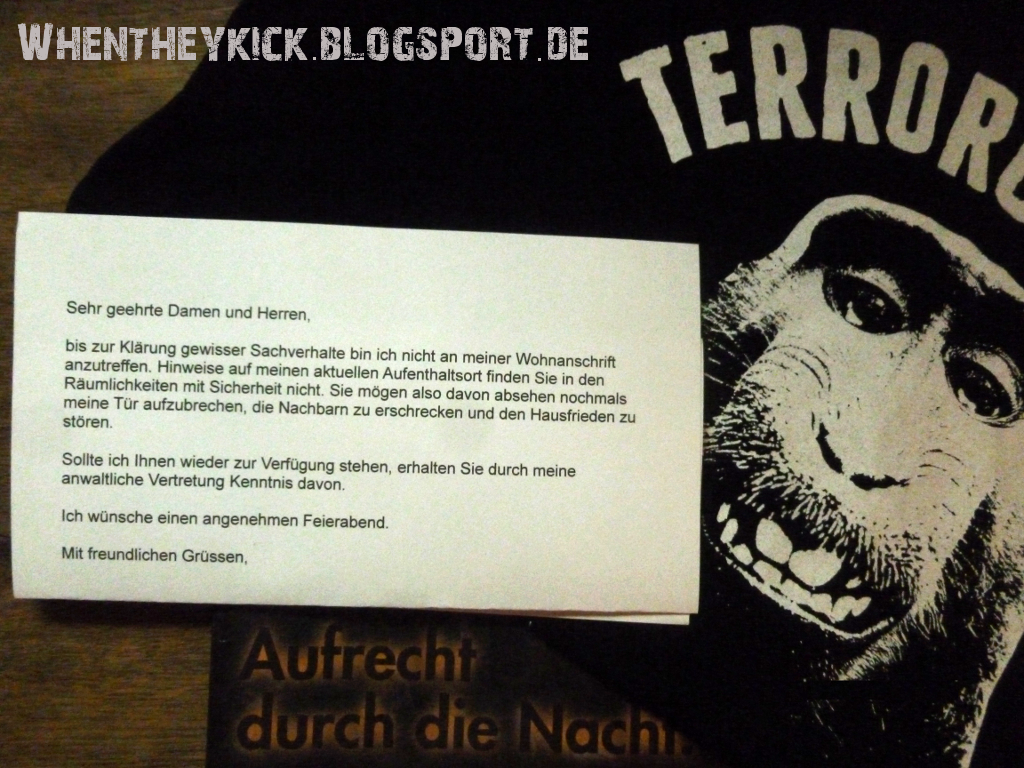 WHENTHEYKICK.BLOGSPORT.DE
TERROR
Sehr geehrte Damen und Herren,
bis zur Klärung gewisser Sachverhalte bin ich nicht an meiner Wohnanschrift
anzutreffen. Hinweise auf meinen aktuellen Aufenthaltsort finden Sie in den
Räumlichkeiten mit Sicherheit nicht. Sie mögen also davon absehen nochmals
meine Tür aufzubrechen, die Nachbarn zu erschrecken und den Hausfrieden zu
stören.
Sollte ich Ihnen wieder zur Verfügung stehen, erhalten Sie durch meine
anwaltliche Vertretung Kenntnis davon.
Ich wünsche einen angenehmen Feierabend.
Mit freundlichen Grüssen,
Aufrecht
durch die Nacht.